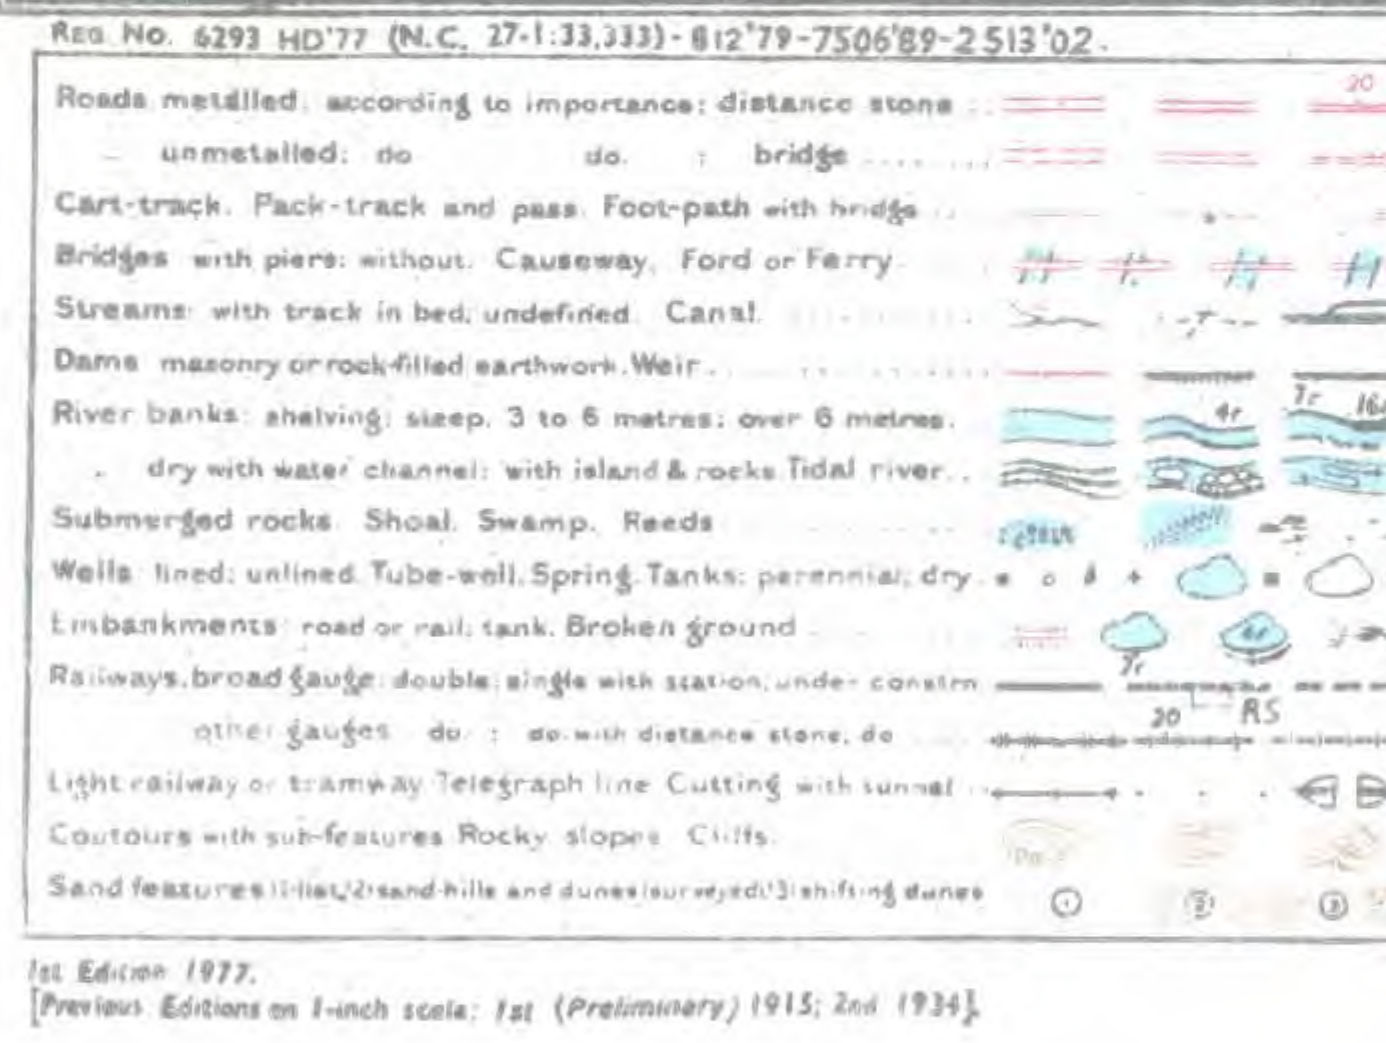 REG No. 6293 HD'77 (N.C. 27-1:33,333)-812'79-7506'89-2513'02.
Roads metalled: according to importance: distance stone 20
unmetalled: do do. : bridge
Cart-track. Pack-track and pass. Foot-path with bridge
Bridges with piers: without. Causeway. Ford or Ferry
Streams: with track in bed; undefined. Canal.
Dams masonry or rock-filled earthwork. Weir.
River banks: shelving: steep, 3 to 6 metres: over 6 metres. 4r 7r
dry with water channel: with island & rocks Tidal river..
Submerged rocks. Shoal. Swamp. Reeds
Wells: lined; unlined. Tube-well. Spring. Tanks: perennial; dry.
Embankments: road or rail; tank. Broken ground 6r
Railways, broad gauge: double; single with station; under constrn 7r RS
other gauges do. : do. with distance stone; do 20
Light railway or tramway Telegraph line Cutting with tunnel
Contours with sub-features Rocky slopes Cliffs.
Sand features: (1) flat, (2) sand-hills and dunes (surveyed), (3) shifting dunes 1 2 3
1st Edition 1977.
[Previous Editions on 1-inch scale: 1st (Preliminary) 1915; 2nd 1934].